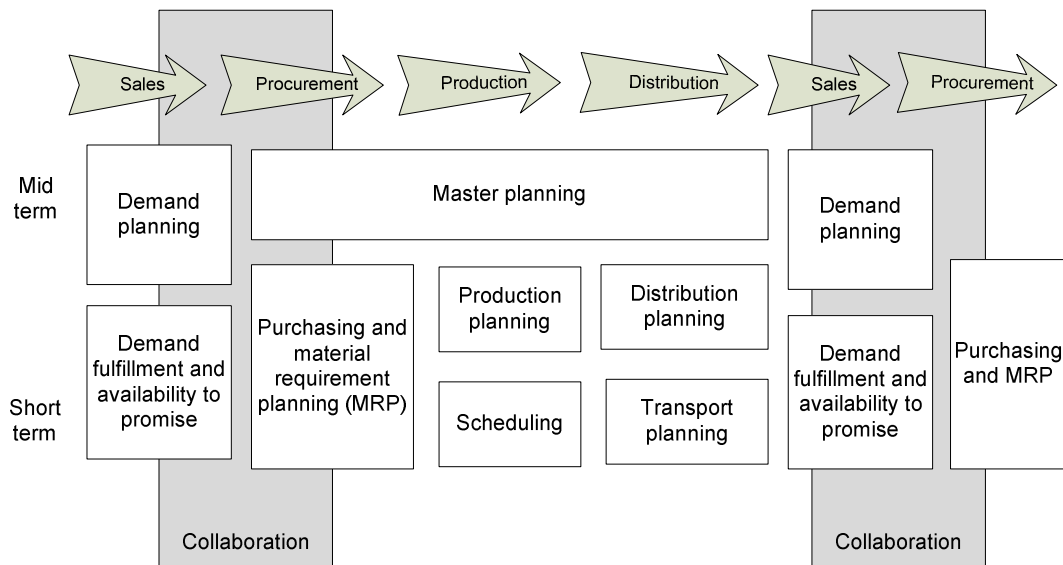 Sales
Procurement
Production
Distribution
Sales
Procurement
Mid
term
Demand
planning
Master planning
Demand
planning
Purchasing and
material
requirement
planning (MRP)
Production
planning
Distribution
planning
Purchasing
and MRP
Short
term
Demand
fulfillment and
availability to
promise
Scheduling
Transport
planning
Demand
fulfillment and
availability to
promise
Collaboration
Collaboration